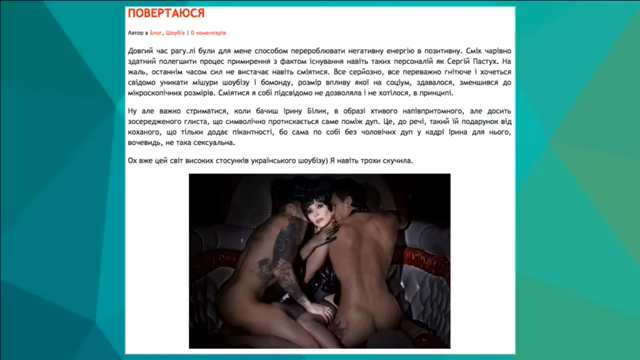 ПОВЕРТАЮСЯ
Автор в Блог, Шоубіз | 0 коментарів
Довгий час рагу.лі були для мене способом переробляти негативну енергію в позитивну. Сміх чарівно
здатний полегшити процес примирення з фактом існування навіть таких персоналій як Сергій Пастух. На
жаль, останнім часом сил не вистачає навіть сміятися. Все серйозно, все переважно гнітюче і хочеться
свідомо уникати мішури шоубізу і бомонду, розмір впливу якої на соціум, здавалося, зменшився до
мікроскопічних розмірів. Сміятися я собі підсвідомо не дозволяла і не хотілося, в принципі.
Ну але важко стриматися, коли бачиш Ірину Білик, в образі хтивого напівпритомного, але досить
зосередженого глиста, що символічно протискається саме поміж дуп. Це, до речі, такий їй подарунок від
коханого, що тільки додає пікантності, бо сама по собі без чоловічих дуп у кадрі Ірина для нього,
вочевидь, не така сексуальна.
Ох вже цей світ високих стосунків українського шоубізу) Я навіть трохи скучила.